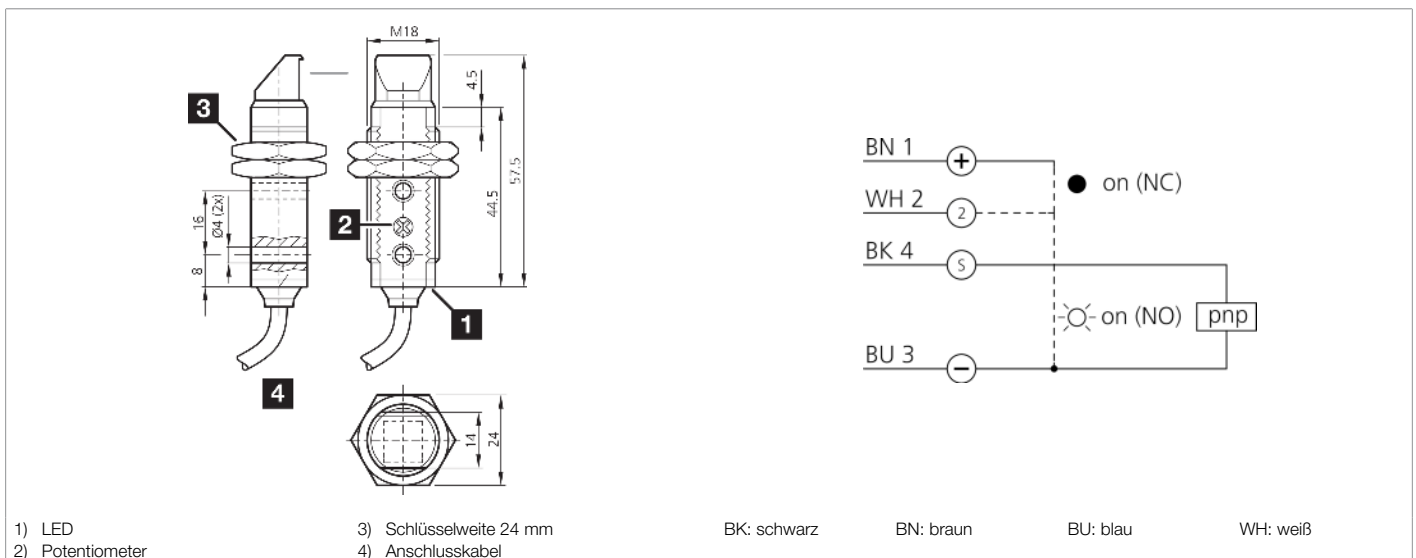 M18
4.5
3
57.5
44.5
16
Ø4 (2x)
2
8
1
4
14
24
BN 1
+
on (NC)
WH 2
2
BK 4
S
on (NO)
pnp
BU 3
−
1) LED
2) Potentiometer
3) Schlüsselweite 24 mm
4) Anschlusskabel
BK: schwarz
BN: braun
BU: blau
WH: weiß